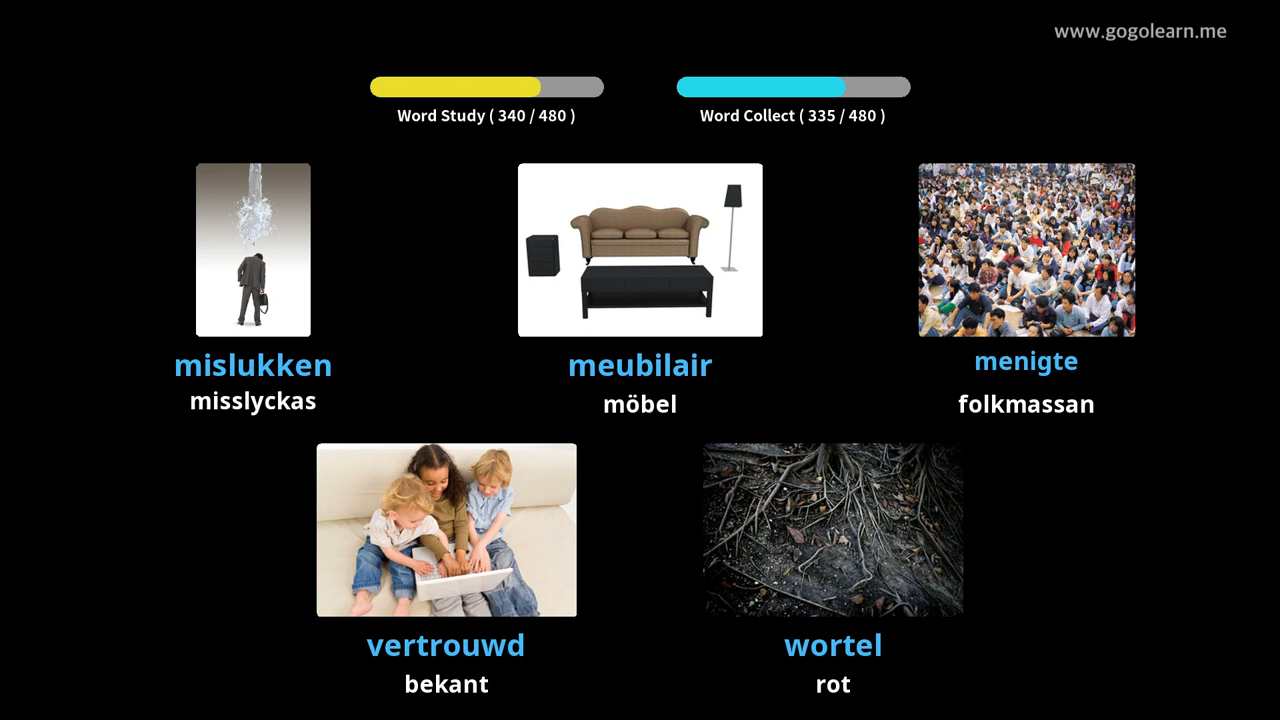 www.gogolearn.me
Word Study ( 340 / 480 )
Word Collect ( 335 / 480 )
mislukken
misslyckas
meubilair
möbel
menigte
folkmassan
vertrouwd
bekant
wortel
rot